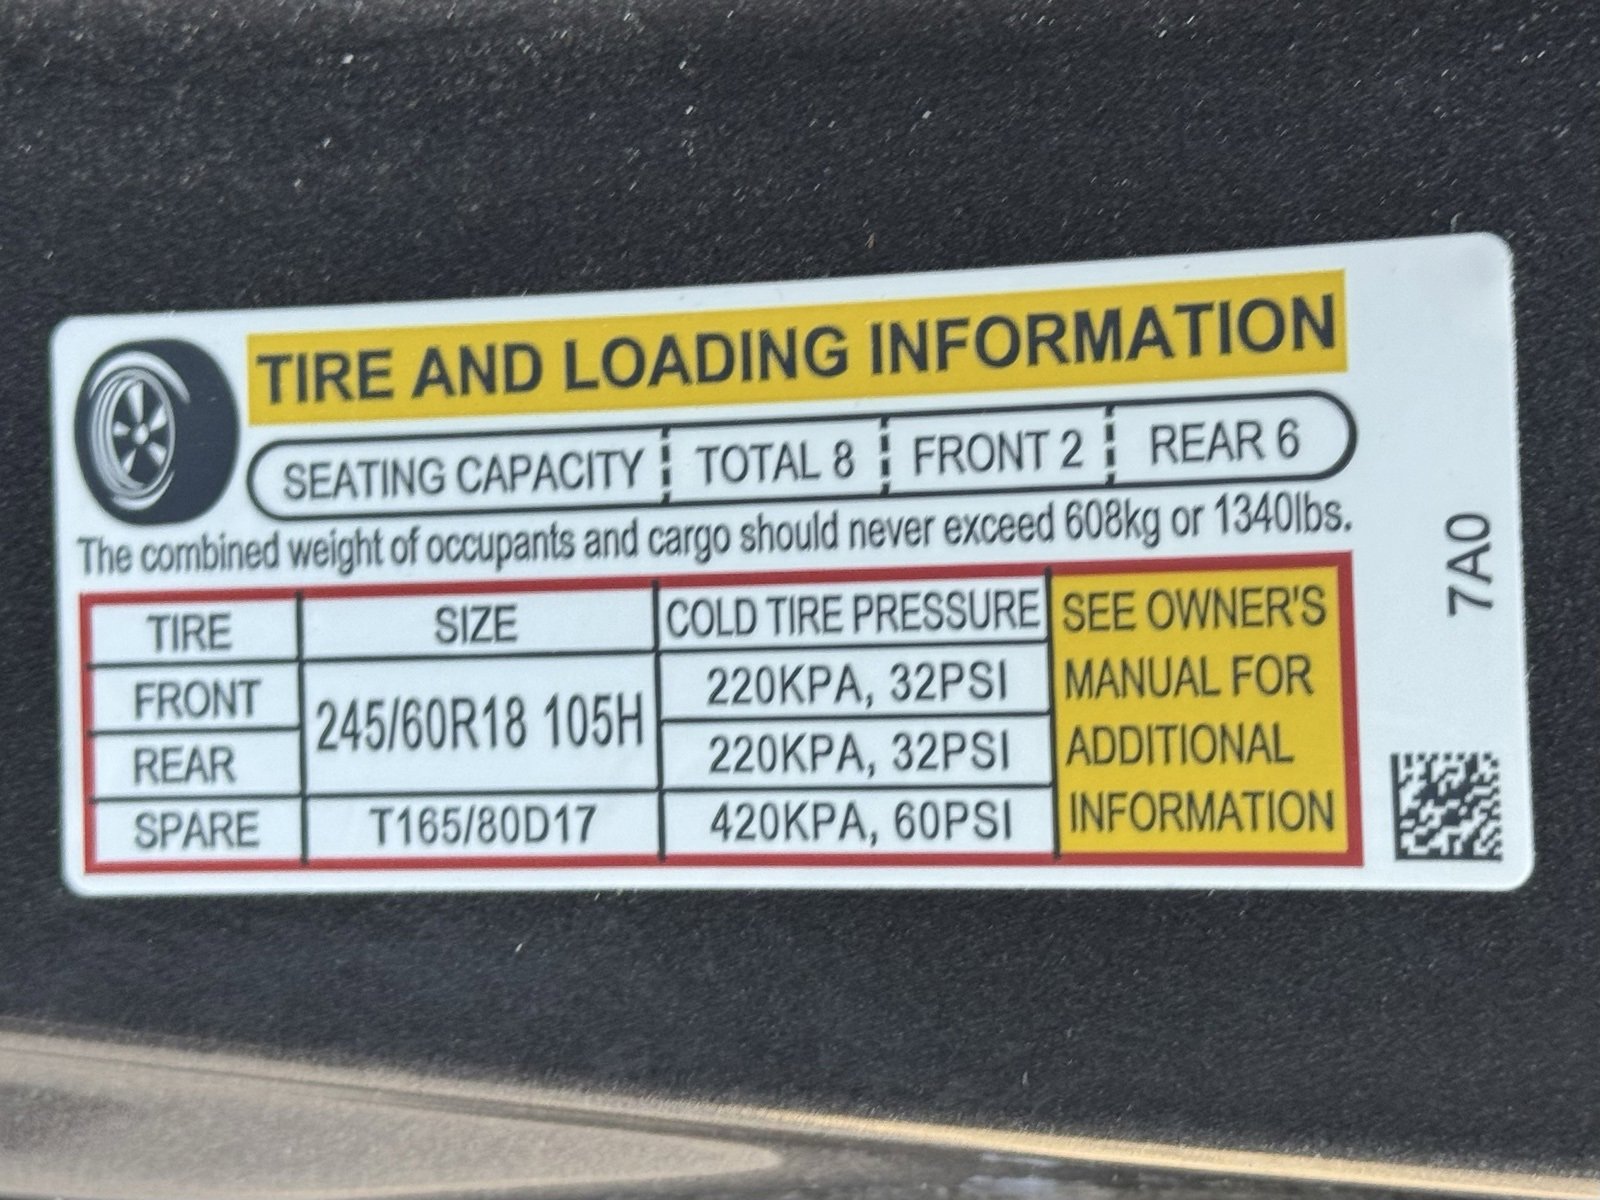 TIRE AND LOADING INFORMATION
SEATING CAPACITY TOTAL 8 FRONT 2 REAR 6
The combined weight of occupants and cargo should never exceed 608kg or 1340lbs.
TIRE SIZE COLD TIRE PRESSURE
FRONT 245/60R18 105H 220KPA, 32PSI
REAR 220KPA, 32PSI
SPARE T165/80D17 420KPA, 60PSI
SEE OWNER'S
MANUAL FOR
ADDITIONAL
INFORMATION
7A0